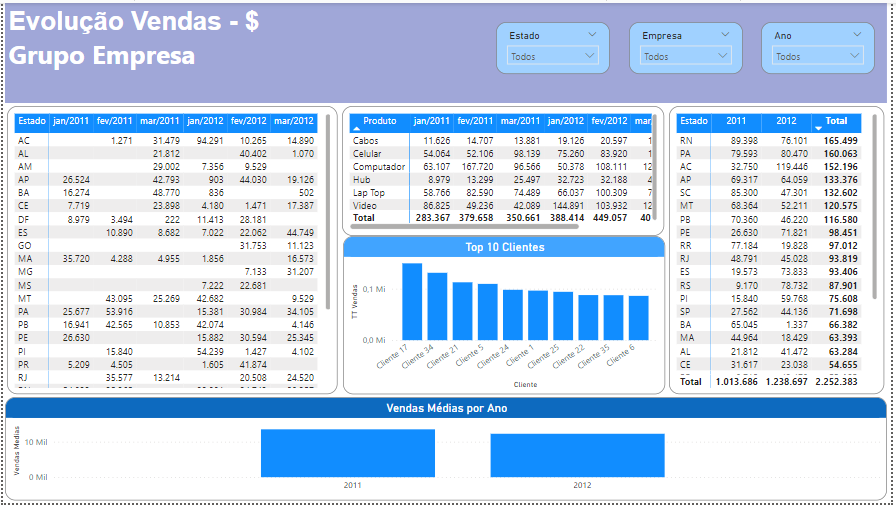 Evolução Vendas - $
Grupo Empresa
Estado
Todos
Empresa
Todos
Ano
Todos
Estado jan/2011 fev/2011 mar/2011 jan/2012 fev/2012 mar/2012
AC 1.271 31.479 94.291 10.265 14.890
AL 21.812 40.402 1.070
AM 29.002 7.356 9.529
AP 26.524 42.793 903 44.030 19.126
BA 16.274 48.770 836 502
CE 7.719 23.898 4.180 1.471 17.387
DF 8.979 3.494 222 11.413 28.181
ES 10.890 8.682 7.022 22.062 44.749
GO 31.753 11.123
MA 35.720 4.288 4.955 1.856 16.573
MG 7.133 31.207
MS 7.222 22.681
MT 43.095 25.269 42.682 9.529
PA 25.677 53.916 15.381 30.984 34.105
PB 16.941 42.565 10.853 42.074 4.146
PE 26.630 15.882 30.594 25.345
PI 15.840 54.239 1.427 4.102
PR 5.209 4.505 1.605 41.874
RJ 35.577 13.214 20.508 24.520
Produto jan/2011 fev/2011 mar/2011 jan/2012 fev/2012 mar
Cabos 11.626 14.707 13.881 19.126 20.597 1
Celular 54.064 52.106 98.139 75.260 83.920 1
Computador 63.107 167.720 96.566 50.378 108.111 12
Hub 8.979 13.299 25.497 32.723 32.188 4
Lap Top 58.766 82.590 74.489 66.037 100.309 7
Video 86.825 49.236 42.089 144.891 103.932 12
Total 283.367 379.658 350.661 388.414 449.057 40
Top 10 Clientes
TT Vendas
0,1 Mi
0,0 Mi
Cliente 17
Cliente 34
Cliente 21
Cliente 5
Cliente 24
Cliente 1
Cliente 25
Cliente 22
Cliente 35
Cliente 6
Cliente
Estado 2011 2012 Total
RN 89.398 76.101 165.499
PA 79.593 80.470 160.063
AC 32.750 119.446 152.196
AP 69.317 64.059 133.376
SC 85.300 47.301 132.602
MT 68.364 52.211 120.575
PB 70.360 46.220 116.580
PE 26.630 71.821 98.451
RR 77.184 19.828 97.012
RJ 48.791 45.028 93.819
ES 19.573 73.833 93.406
RS 9.170 78.732 87.901
PI 15.840 59.768 75.608
SP 27.562 44.136 71.698
BA 65.045 1.337 66.382
MA 44.964 18.429 63.393
AL 21.812 41.472 63.284
CE 31.617 23.038 54.655
Total 1.013.686 1.238.697 2.252.383
Vendas Médias por Ano
Vendas Médias
10 Mil
0 Mil
2011
2012